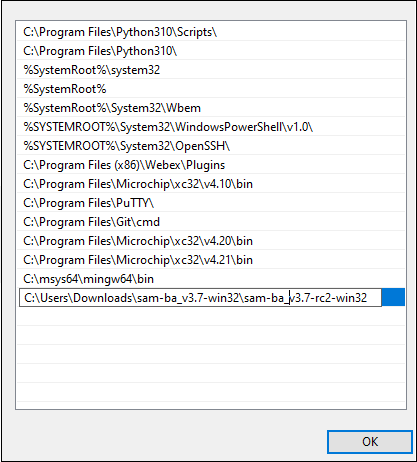 C:\Program Files\Python310\Scripts\
C:\Program Files\Python310\
%SystemRoot%\system32
%SystemRoot%
%SystemRoot%\System32\Wbem
%SYSTEMROOT%\System32\WindowsPowerShell\v1.0\
%SYSTEMROOT%\System32\OpenSSH\
C:\Program Files (x86)\Webex\Plugins
C:\Program Files\Microchip\xc32\v4.10\bin
C:\Program Files\PuTTY\
C:\Program Files\Git\cmd
C:\Program Files\Microchip\xc32\v4.20\bin
C:\Program Files\Microchip\xc32\v4.21\bin
C:\msys64\mingw64\bin
C:\Users\Downloads\sam-ba_v3.7-win32\sam-ba_v3.7-rc2-win32
OK